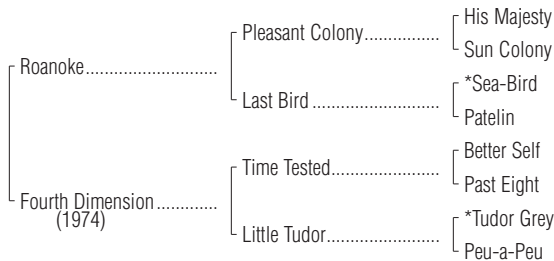 His Majesty
Pleasant Colony................
Sun Colony
Roanoke............................
*Sea-Bird
Last Bird ...........................
Patelin
Better Self
Time Tested.......................
Past Eight
Fourth Dimension.............
(1974)
*Tudor Grey
Little Tudor........................
Peu-a-Peu